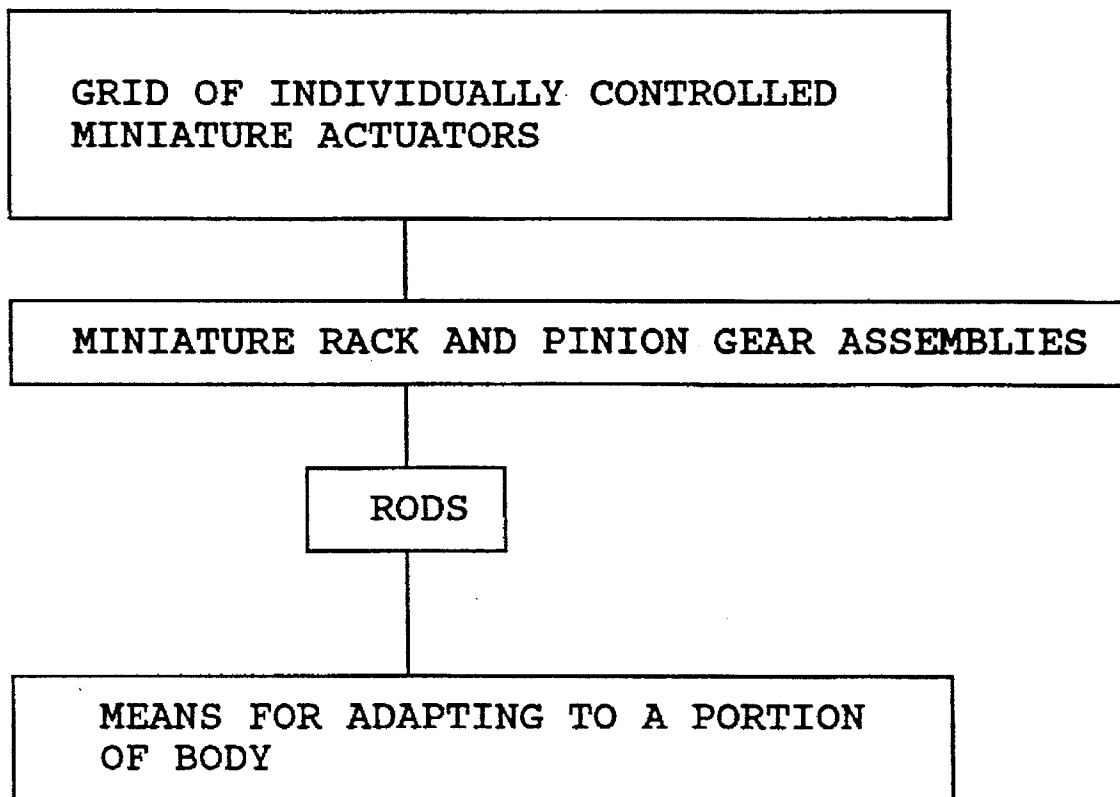 GRID OF INDIVIDUALLY CONTROLLED
MINIATURE ACTUATORS
MINIATURE RACK AND PINION GEAR ASSEMBLIES
RODS
MEANS FOR ADAPTING TO A PORTION
OF BODY